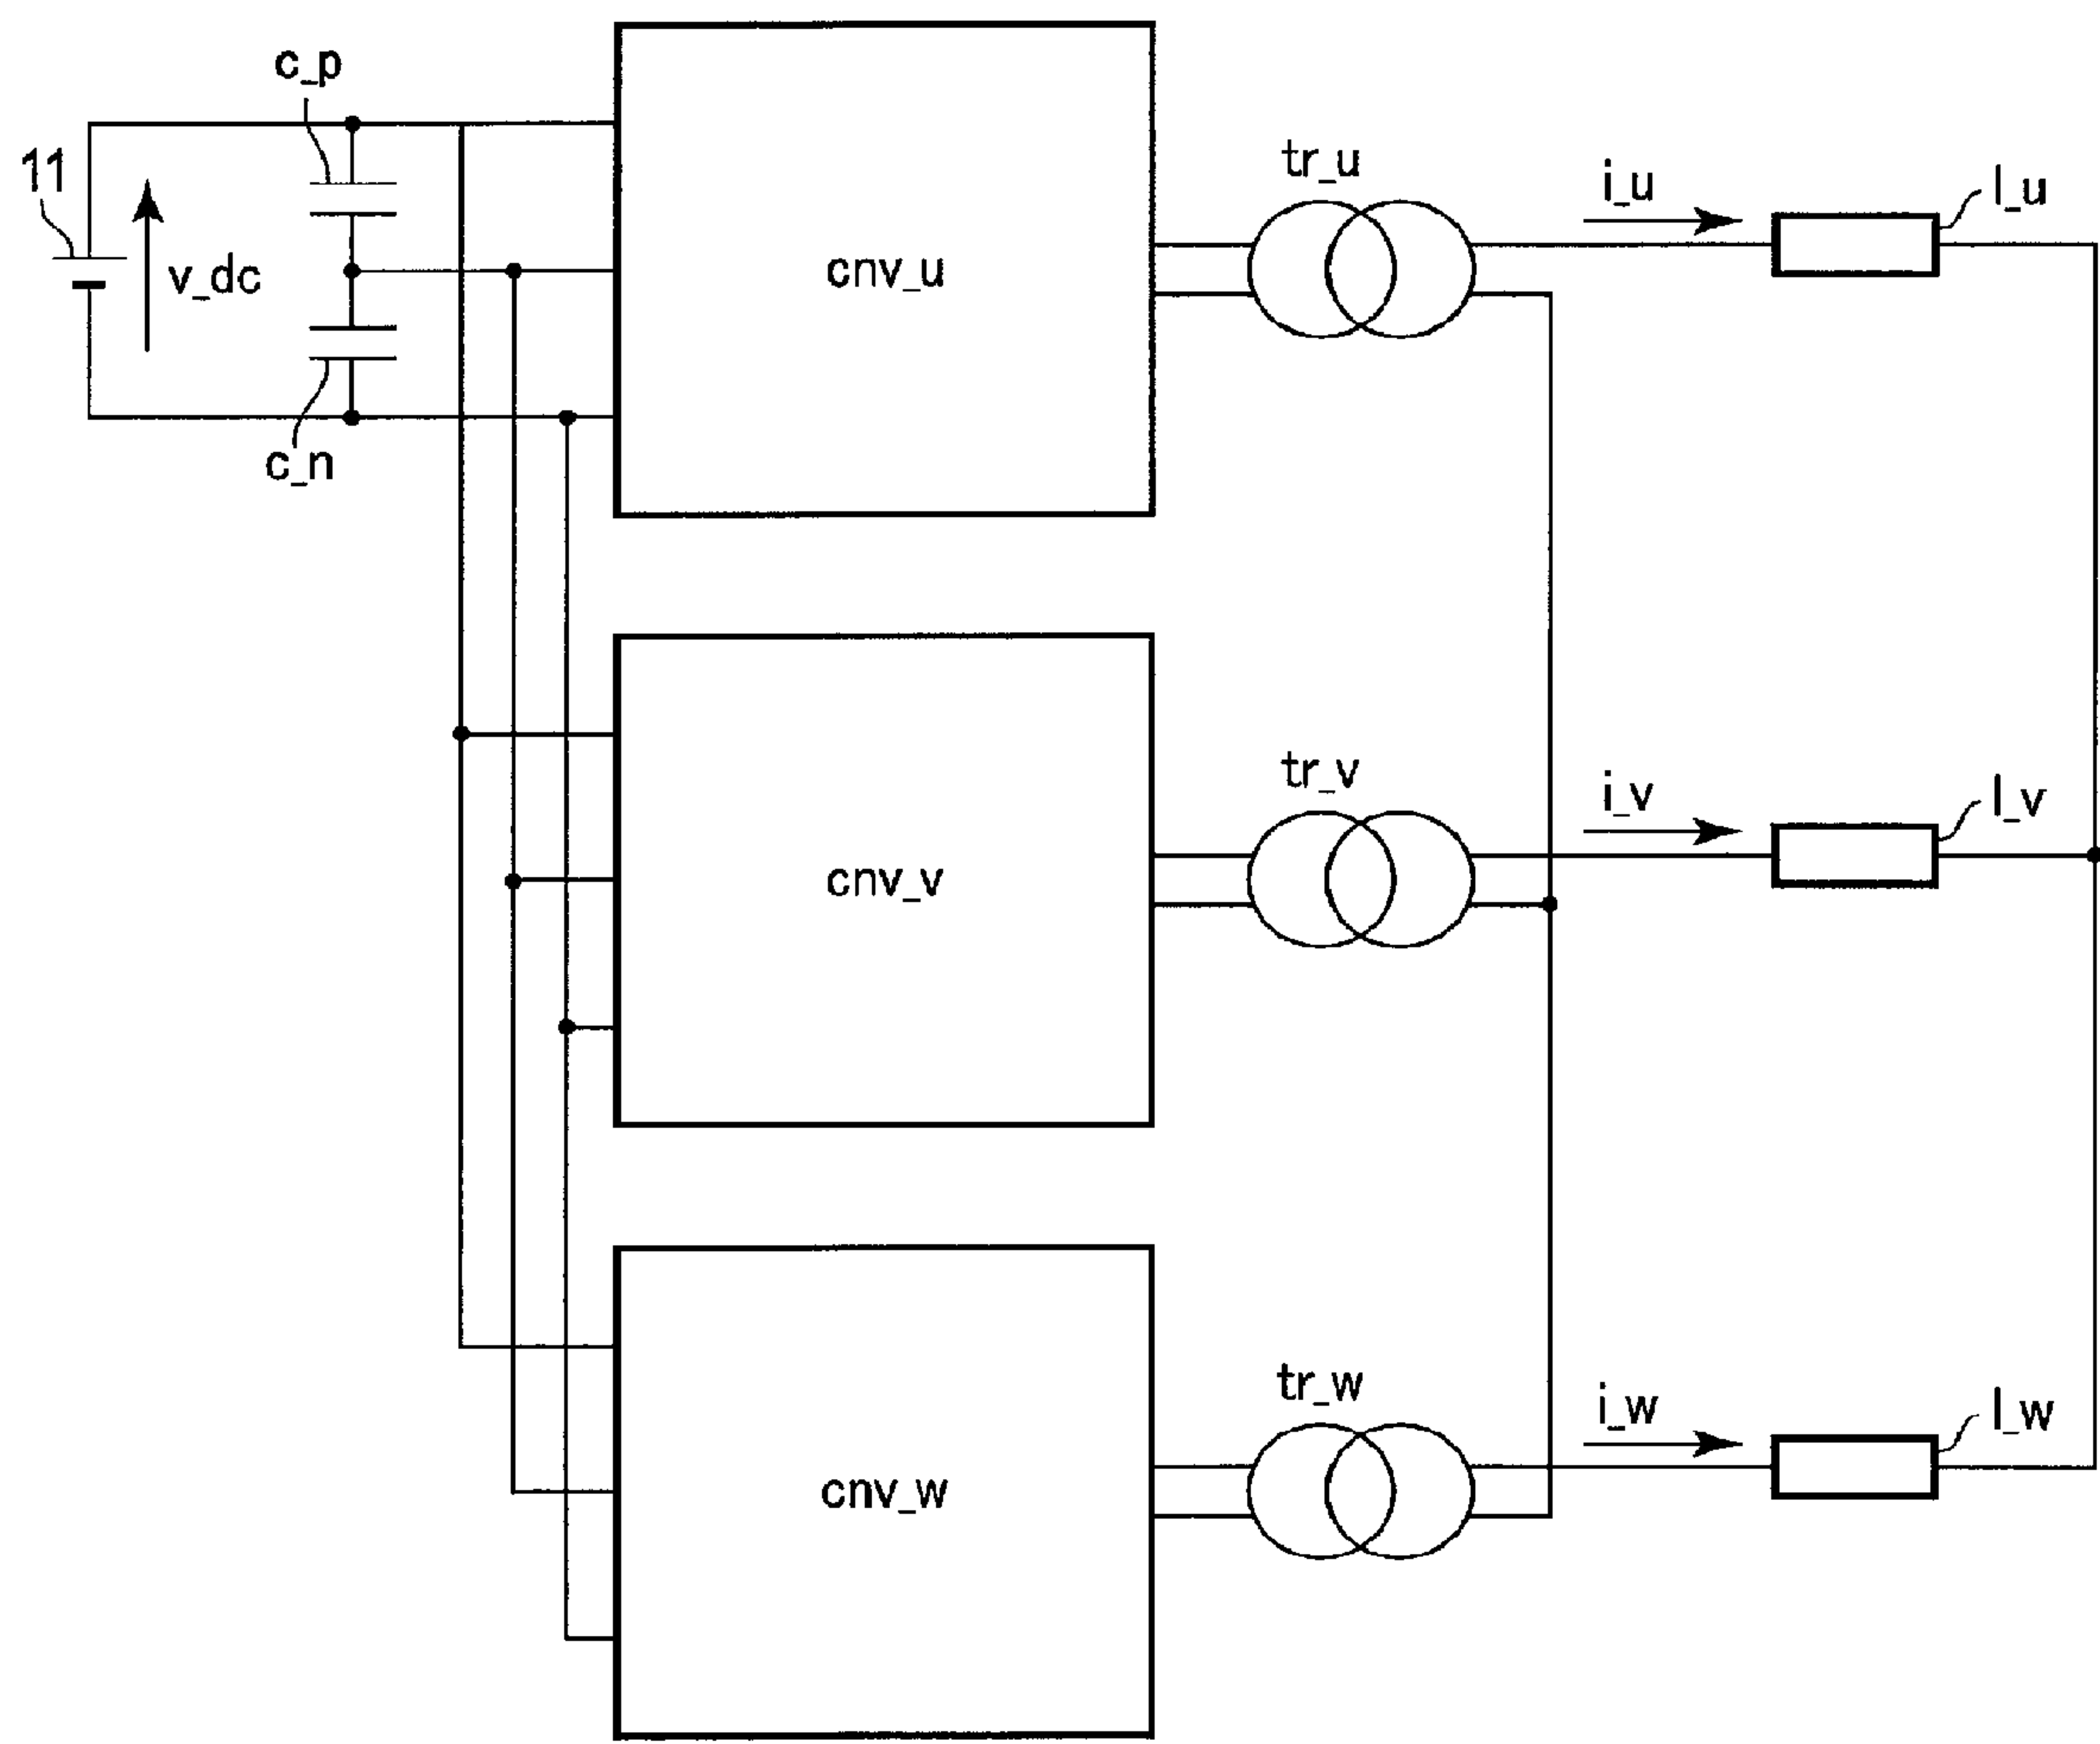 c_p
11
v_dc
c_n
cnv_u
tr_u
i_u
l_u
cnv_v
tr_v
i_v
l_v
cnv_w
tr_w
i_w
l_w